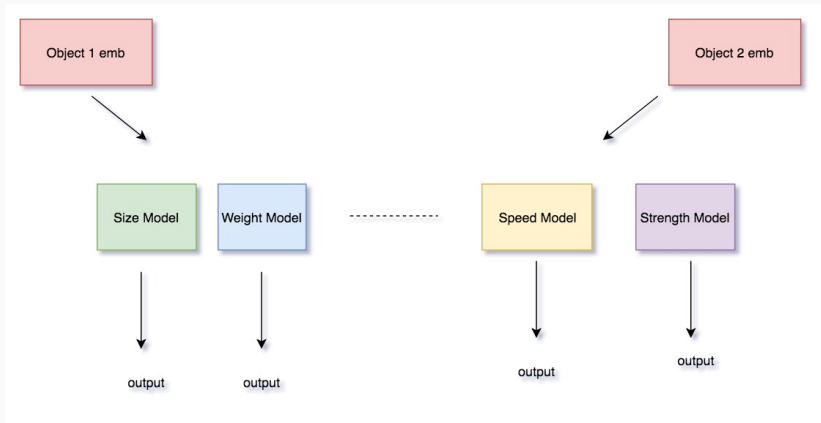 Object 1 emb
Object 2 emb
Size Model
Weight Model
Speed Model
Strength Model
output
output
output
output